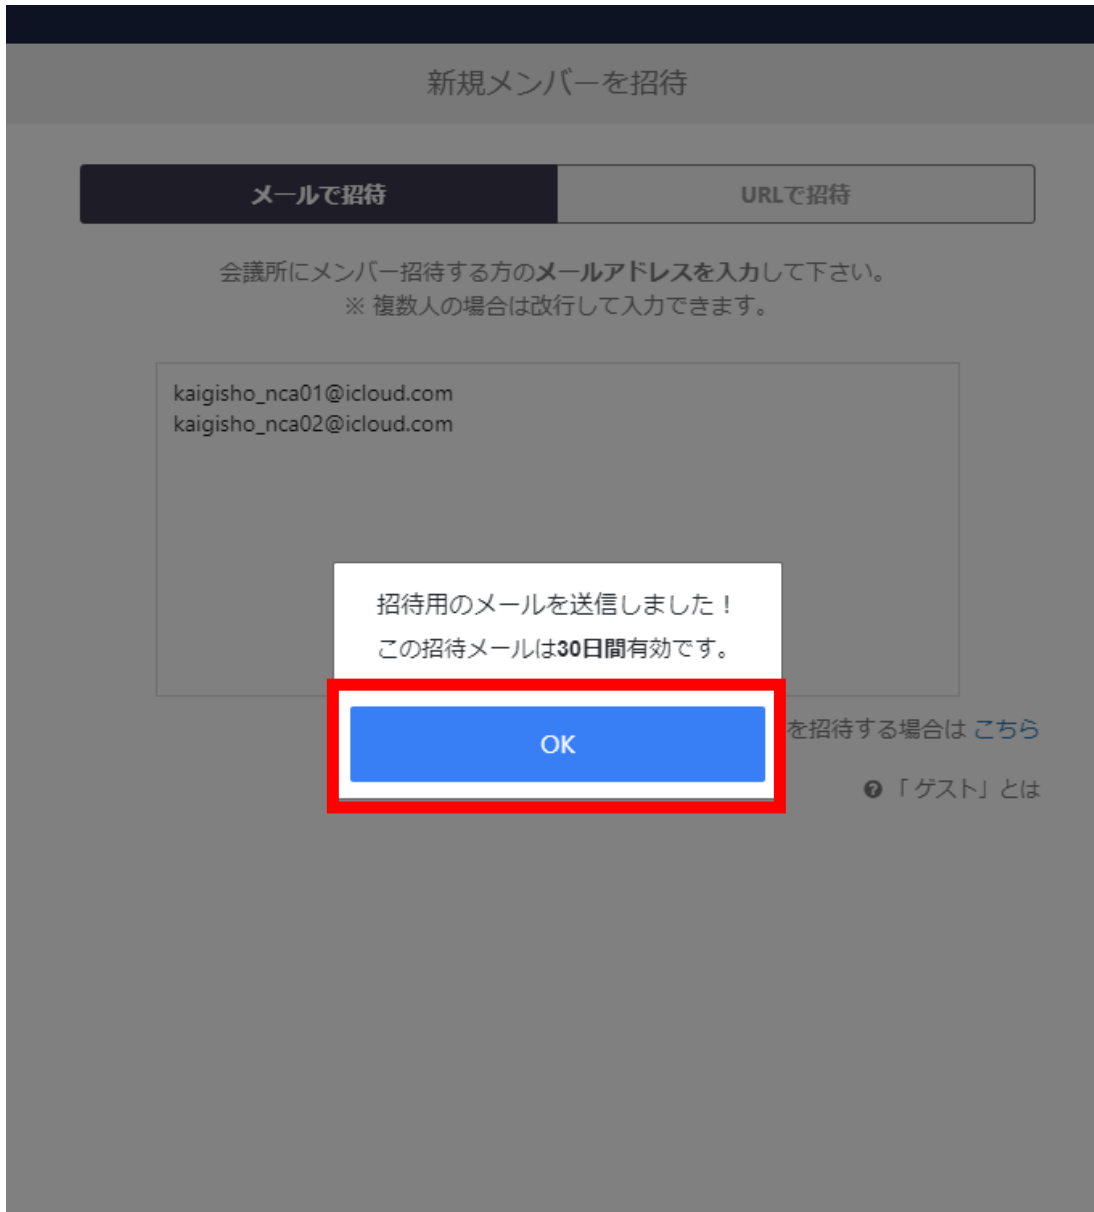 新規メンバーを招待
メールで招待
URLで招待
会議所にメンバー招待する方のメールアドレスを入力して下さい。
※ 複数人の場合は改行して入力できます。
kaigisho_nca01@icloud.com
kaigisho_nca02@icloud.com
招待用のメールを送信しました！
この招待メールは30日間有効です。
OK
を招待する場合は こちら
「ゲスト」とは